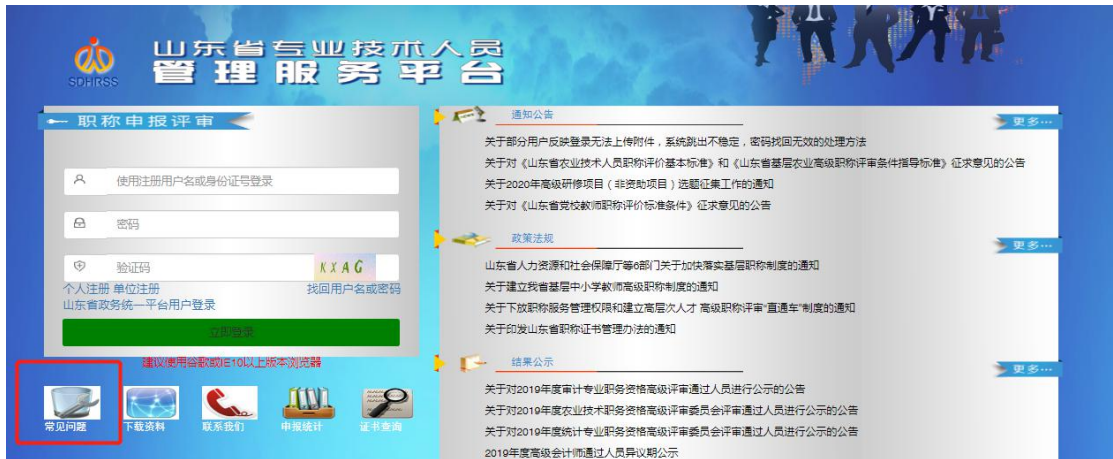 SDHRSS
山东省专业技术人员
管理服务平台
职称申报评审
使用注册用户名或身份证号登录
密码
验证码
KXAG
个人注册 单位注册
找回用户名或密码
山东省政务统一平台用户登录
立即登录
建议使用谷歌或IE10以上版本浏览器
常见问题
下载资料
联系我们
申报统计
证书查询
通知公告
更多…
关于部分用户反映登录无法上传附件，系统跳出不稳定，密码找回无效的处理方法
关于对《山东省农业技术人员职称评价基本标准》和《山东省基层农业高级职称评审条件指导标准》征求意见的公告
关于2020年高级研修项目（非资助项目）选题征集工作的通知
关于对《山东省党校教师职称评价标准条件》征求意见的公告
政策法规
更多…
山东省人力资源和社会保障厅等6部门关于加快落实基层职称制度的通知
关于建立我省基层中小学教师高级职称制度的通知
关于下放职称服务管理权限和建立高层次人才 高级职称评审“直通车”制度的通知
关于印发山东省职称证书管理办法的通知
结果公示
更多…
关于对2019年度审计专业职务资格高级评审通过人员进行公示的公告
关于对2019年度农业技术职务资格高级评审委员会评审通过人员进行公示的公告
关于对2019年度统计专业职务资格高级评审委员会评审通过人员进行公示的公告
2019年度高级会计师通过人员异议期公示